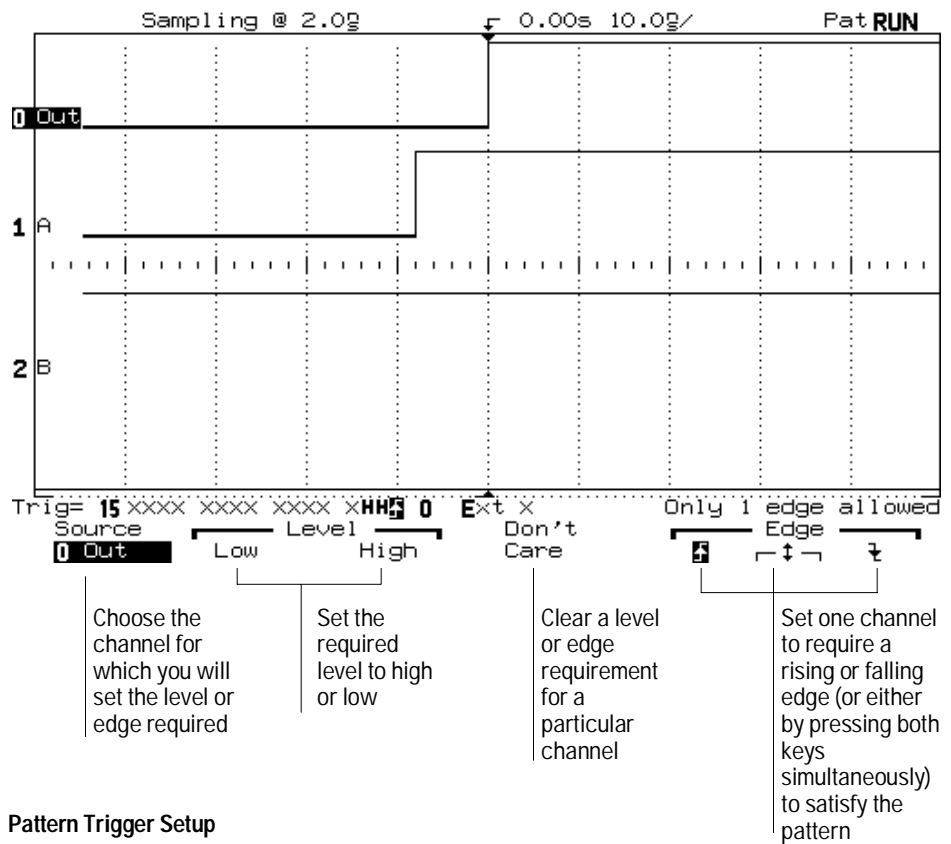 Sampling @ 2.0ns 0.00s 10.0ns/ Pat RUN
0 Out
1 A
2 B
Trig= 15 xxxx xxxx xxxx xHH↑ 0 Ext x Only 1 edge allowed
Source Level Don't Edge
0 Out Low High Care ↑ ↕ ↓
Choose the
channel for
which you will
set the level or
edge required
Set the
required
level to high
or low
Clear a level
or edge
requirement
for a
particular
channel
Set one channel
to require a
rising or falling
edge (or either
by pressing both
keys
simultaneously)
to satisfy the
pattern
Pattern Trigger Setup